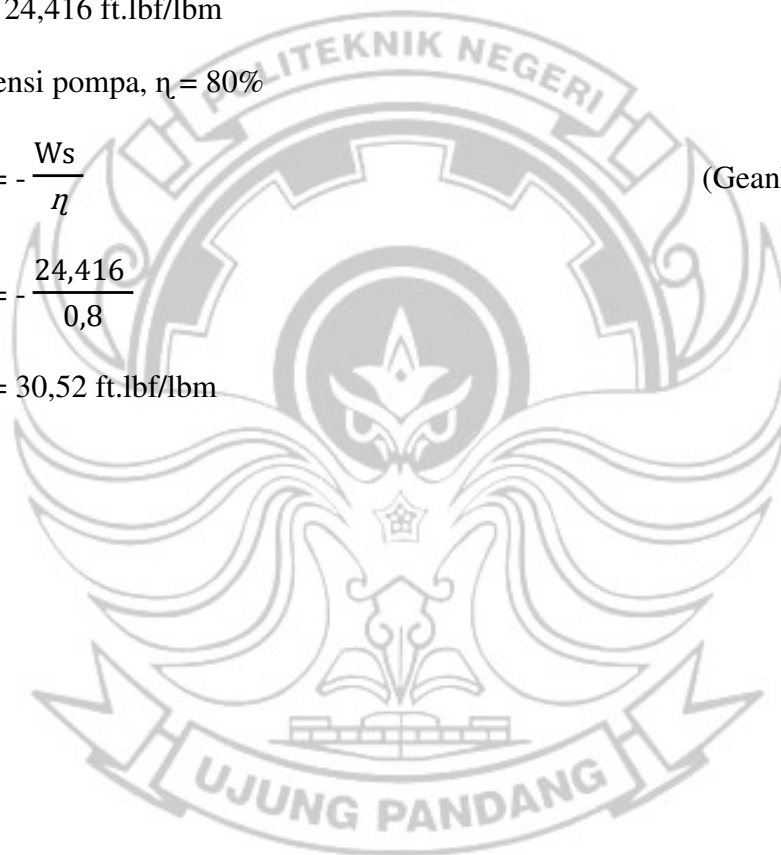 24,416 ft.lbf/lbm
ensi pompa, η = 80%
= - Ws / η
(Geank
= - 24,416 / 0,8
= 30,52 ft.lbf/lbm
POLITEKNIK NEGERI
UJUNG PANDANG